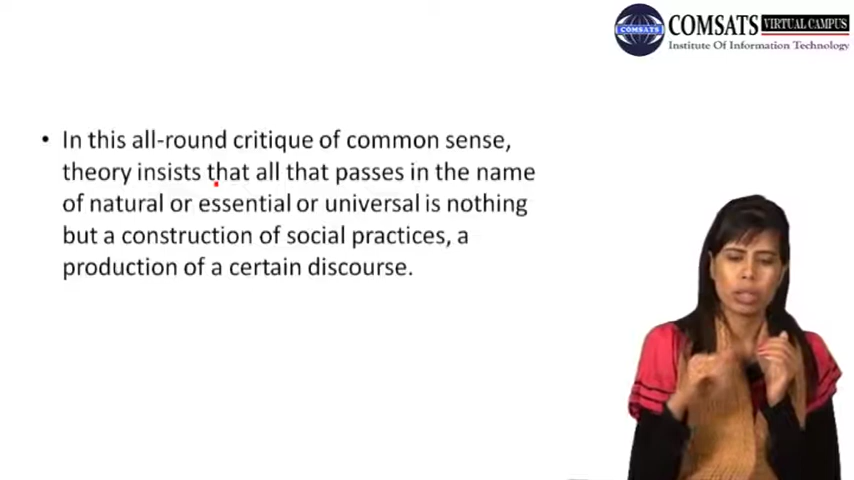 COMSATS
COMSATS VIRTUAL CAMPUS
Institute Of Information Technology
• In this all-round critique of common sense,
theory insists that all that passes in the name
of natural or essential or universal is nothing
but a construction of social practices, a
production of a certain discourse.